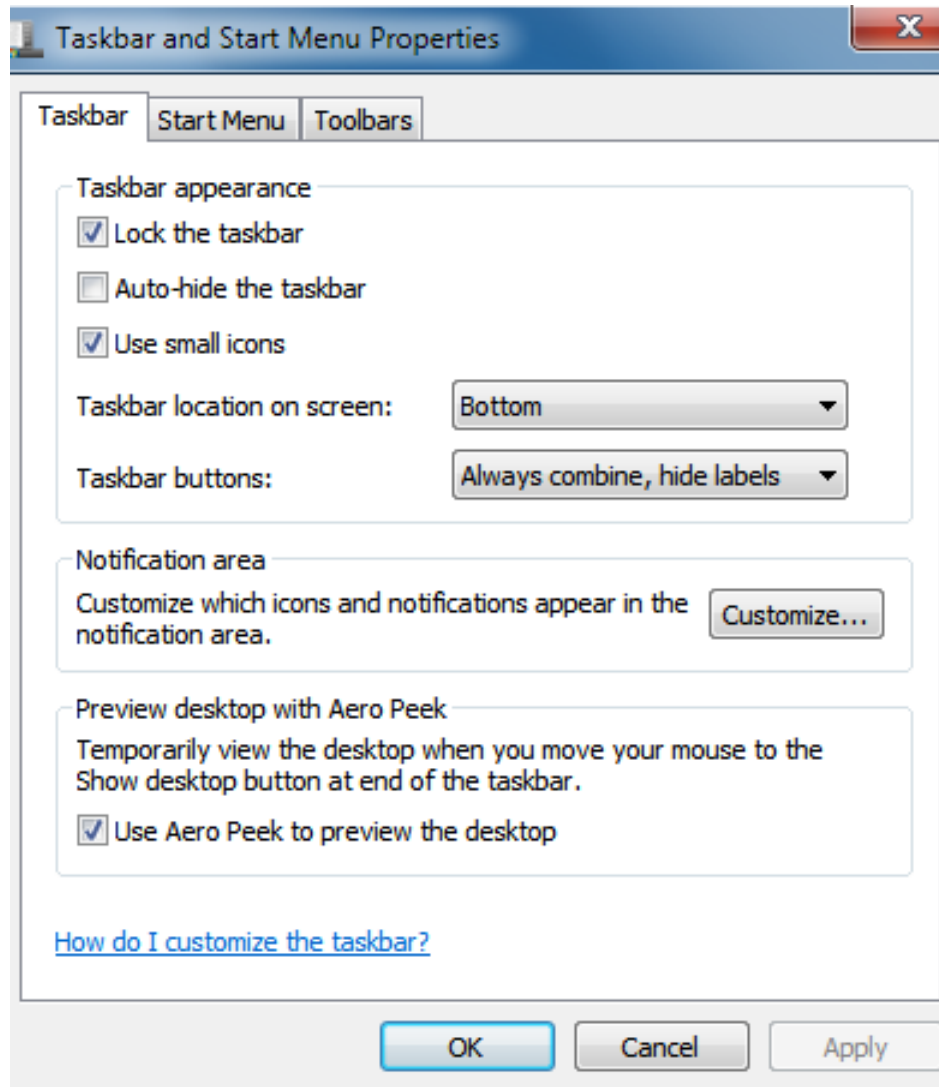 Taskbar and Start Menu Properties
Taskbar
Start Menu
Toolbars
Taskbar appearance
Lock the taskbar
Auto-hide the taskbar
Use small icons
Taskbar location on screen:
Bottom
Taskbar buttons:
Always combine, hide labels
Notification area
Customize which icons and notifications appear in the
notification area.
Customize...
Preview desktop with Aero Peek
Temporarily view the desktop when you move your mouse to the
Show desktop button at end of the taskbar.
Use Aero Peek to preview the desktop
How do I customize the taskbar?
OK
Cancel
Apply